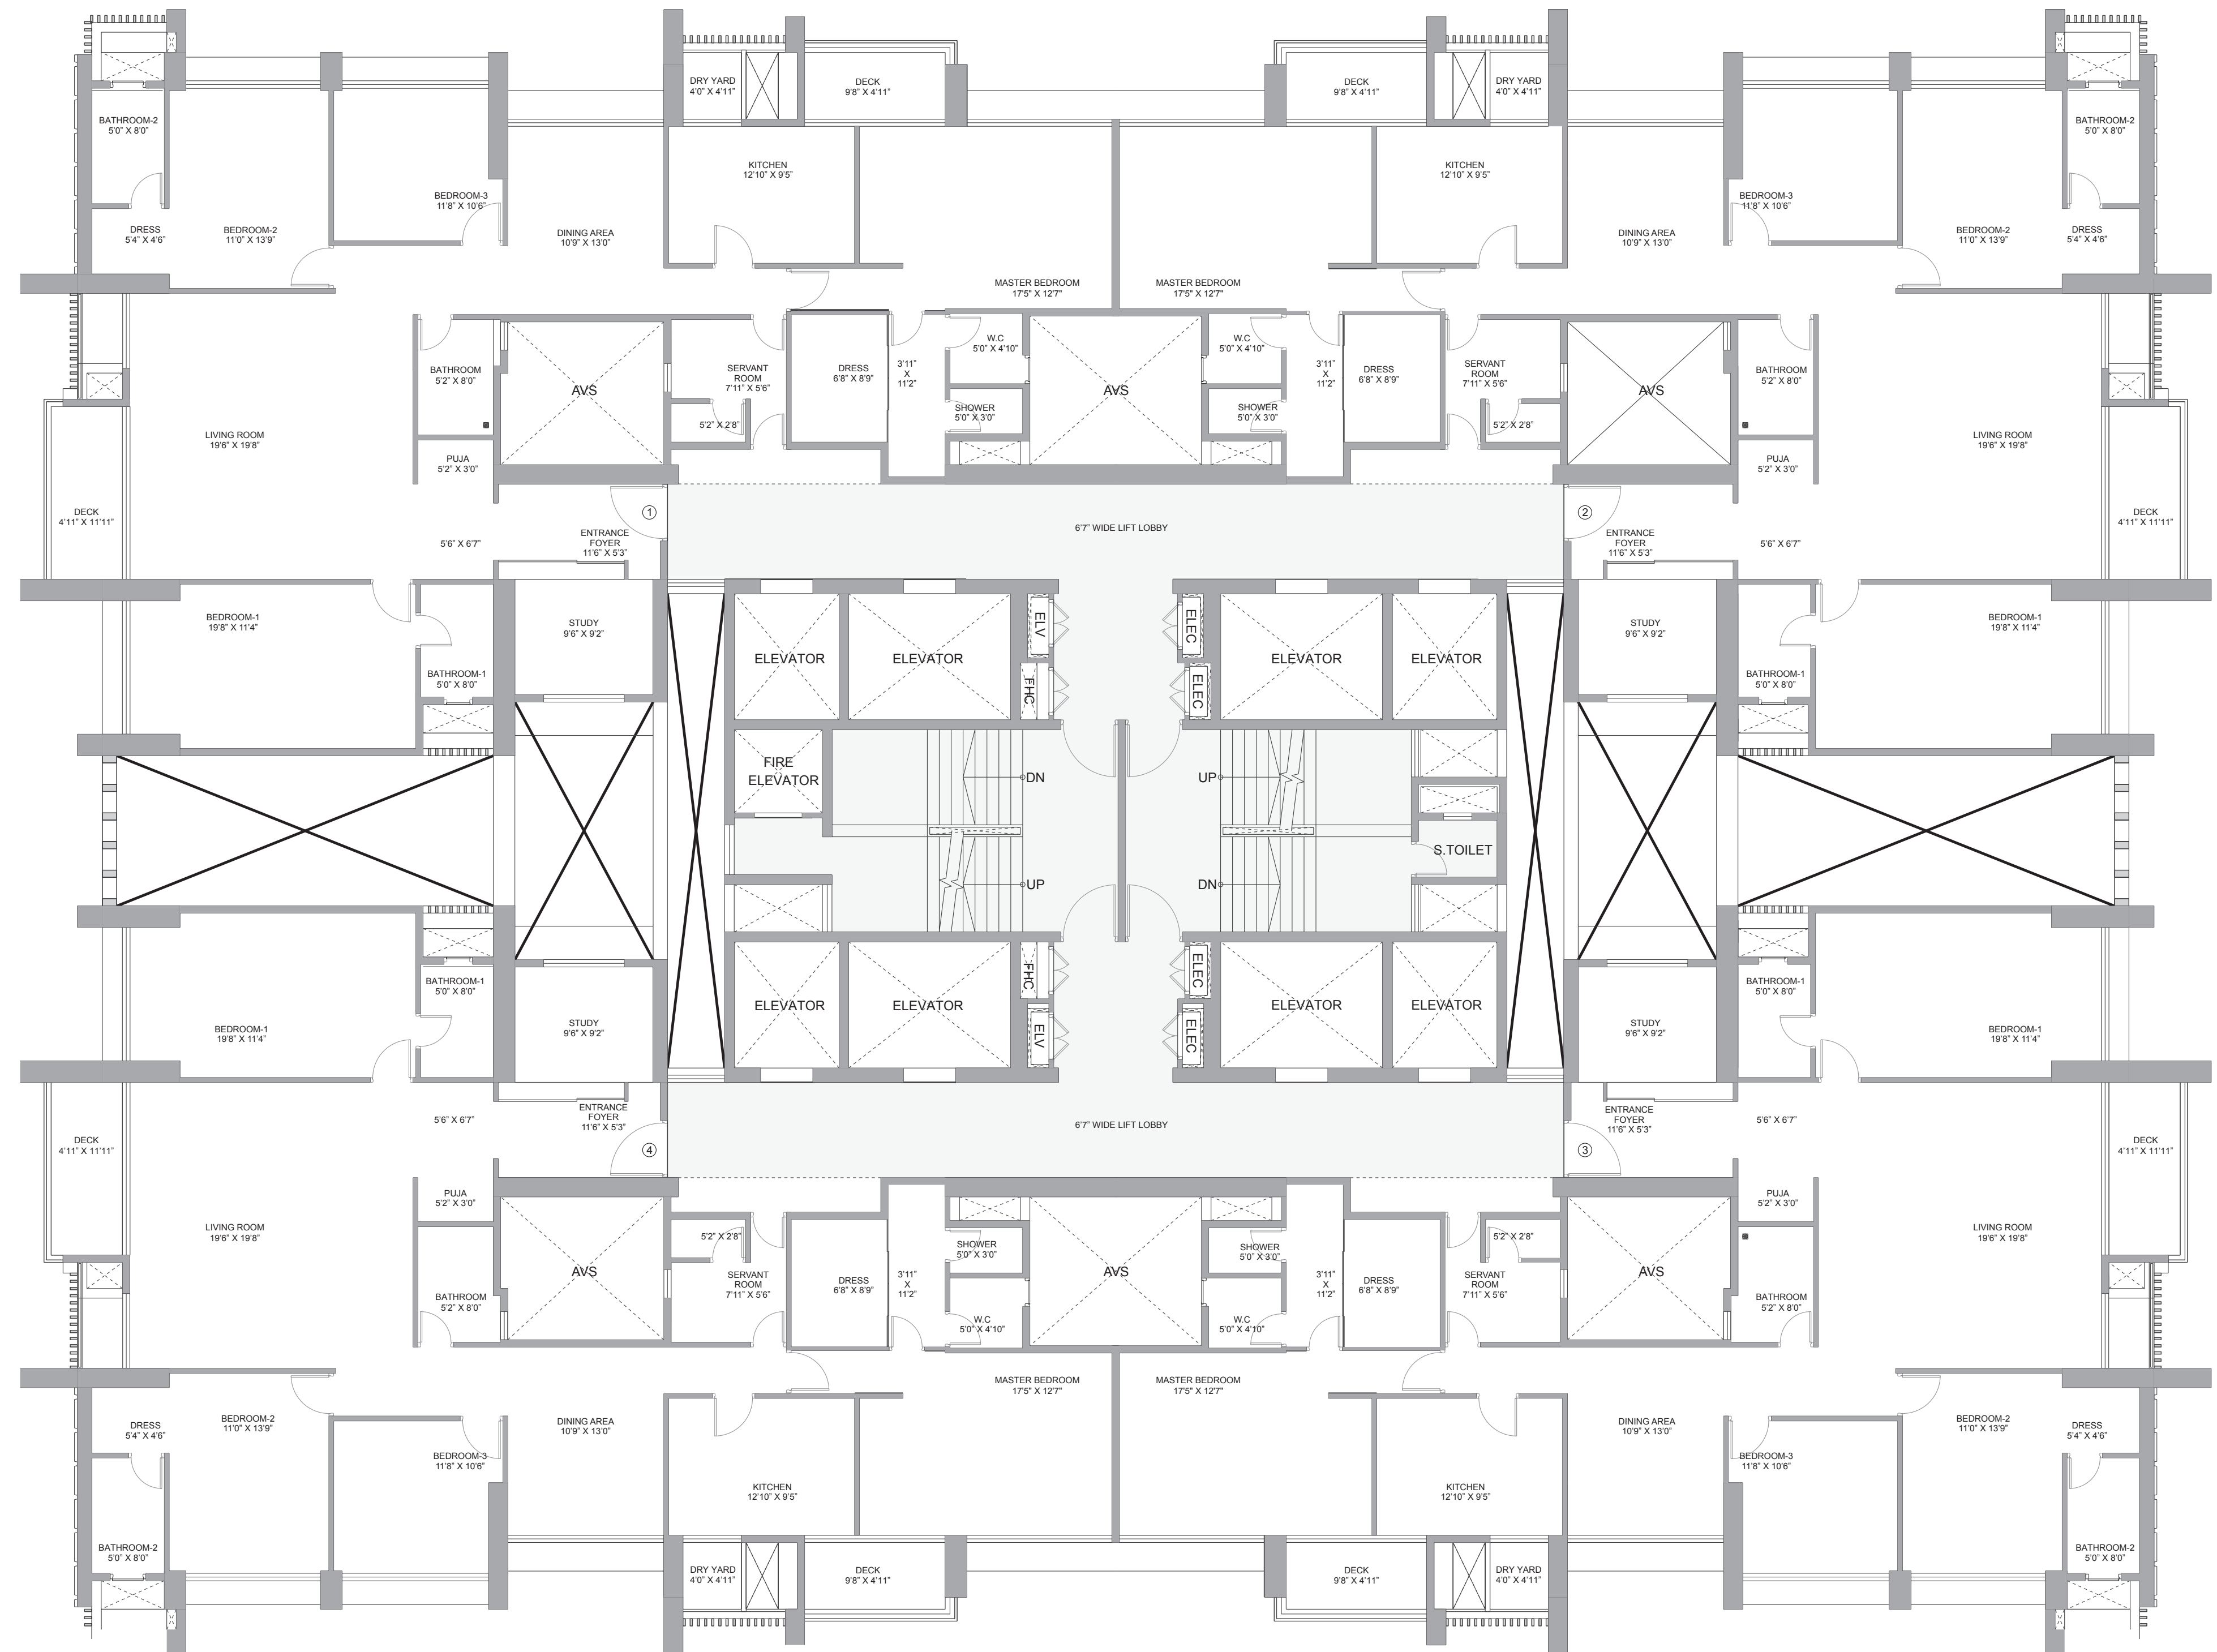 DRY YARD
4'0" X 4'11"
DECK
9'8" X 4'11"
DECK
9'8" X 4'11"
DRY YARD
4'0" X 4'11"
BATHROOM-2
5'0" X 8'0"
BATHROOM-2
5'0" X 8'0"
KITCHEN
12'10" X 9'5"
KITCHEN
12'10" X 9'5"
BEDROOM-3
11'8" X 10'6"
BEDROOM-3
11'8" X 10'6"
DRESS
5'4" X 4'6"
BEDROOM-2
11'0" X 13'9"
DINING AREA
10'9" X 13'0"
DINING AREA
10'9" X 13'0"
BEDROOM-2
11'0" X 13'9"
DRESS
5'4" X 4'6"
MASTER BEDROOM
17'5" X 12'7"
MASTER BEDROOM
17'5" X 12'7"
BATHROOM
5'2" X 8'0"
AVS
SERVANT
ROOM
7'11" X 5'6"
DRESS
6'8" X 8'9"
3'11"
X
11'2"
W.C
5'0" X 4'10"
AVS
W.C
5'0" X 4'10"
3'11"
X
11'2"
DRESS
6'8" X 8'9"
SERVANT
ROOM
7'11" X 5'6"
AVS
BATHROOM
5'2" X 8'0"
5'2" X 2'8"
SHOWER
5'0" X 3'0"
SHOWER
5'0" X 3'0"
5'2" X 2'8"
LIVING ROOM
19'6" X 19'8"
PUJA
5'2" X 3'0"
PUJA
5'2" X 3'0"
LIVING ROOM
19'6" X 19'8"
DECK
4'11" X 11'11"
1
6'7" WIDE LIFT LOBBY
2
DECK
4'11" X 11'11"
5'6" X 6'7"
ENTRANCE
FOYER
11'6" X 5'3"
ENTRANCE
FOYER
11'6" X 5'3"
5'6" X 6'7"
BEDROOM-1
19'8" X 11'4"
STUDY
9'6" X 9'2"
ELV
ELEC
STUDY
9'6" X 9'2"
BEDROOM-1
19'8" X 11'4"
BATHROOM-1
5'0" X 8'0"
ELEVATOR
ELEVATOR
FHC
ELEC
ELEVATOR
ELEVATOR
BATHROOM-1
5'0" X 8'0"
FIRE
ELEVATOR
DN
UP
S.TOILET
UP
DN
BATHROOM-1
5'0" X 8'0"
ELEVATOR
ELEVATOR
FHC
ELEC
ELEVATOR
ELEVATOR
BATHROOM-1
5'0" X 8'0"
BEDROOM-1
19'8" X 11'4"
STUDY
9'6" X 9'2"
ELV
ELEC
STUDY
9'6" X 9'2"
BEDROOM-1
19'8" X 11'4"
5'6" X 6'7"
ENTRANCE
FOYER
11'6" X 5'3"
6'7" WIDE LIFT LOBBY
ENTRANCE
FOYER
11'6" X 5'3"
5'6" X 6'7"
DECK
4'11" X 11'11"
4
3
DECK
4'11" X 11'11"
PUJA
5'2" X 3'0"
PUJA
5'2" X 3'0"
LIVING ROOM
19'6" X 19'8"
5'2" X 2'8"
SHOWER
5'0" X 3'0"
SHOWER
5'0" X 3'0"
5'2" X 2'8"
LIVING ROOM
19'6" X 19'8"
BATHROOM
5'2" X 8'0"
AVS
SERVANT
ROOM
7'11" X 5'6"
DRESS
6'8" X 8'9"
3'11"
X
11'2"
W.C
5'0" X 4'10"
AVS
W.C
5'0" X 4'10"
3'11"
X
11'2"
DRESS
6'8" X 8'9"
SERVANT
ROOM
7'11" X 5'6"
AVS
BATHROOM
5'2" X 8'0"
MASTER BEDROOM
17'5" X 12'7"
MASTER BEDROOM
17'5" X 12'7"
DRESS
5'4" X 4'6"
BEDROOM-2
11'0" X 13'9"
DINING AREA
10'9" X 13'0"
DINING AREA
10'9" X 13'0"
BEDROOM-2
11'0" X 13'9"
DRESS
5'4" X 4'6"
BEDROOM-3
11'8" X 10'6"
BEDROOM-3
11'8" X 10'6"
KITCHEN
12'10" X 9'5"
KITCHEN
12'10" X 9'5"
BATHROOM-2
5'0" X 8'0"
BATHROOM-2
5'0" X 8'0"
DRY YARD
4'0" X 4'11"
DECK
9'8" X 4'11"
DECK
9'8" X 4'11"
DRY YARD
4'0" X 4'11"